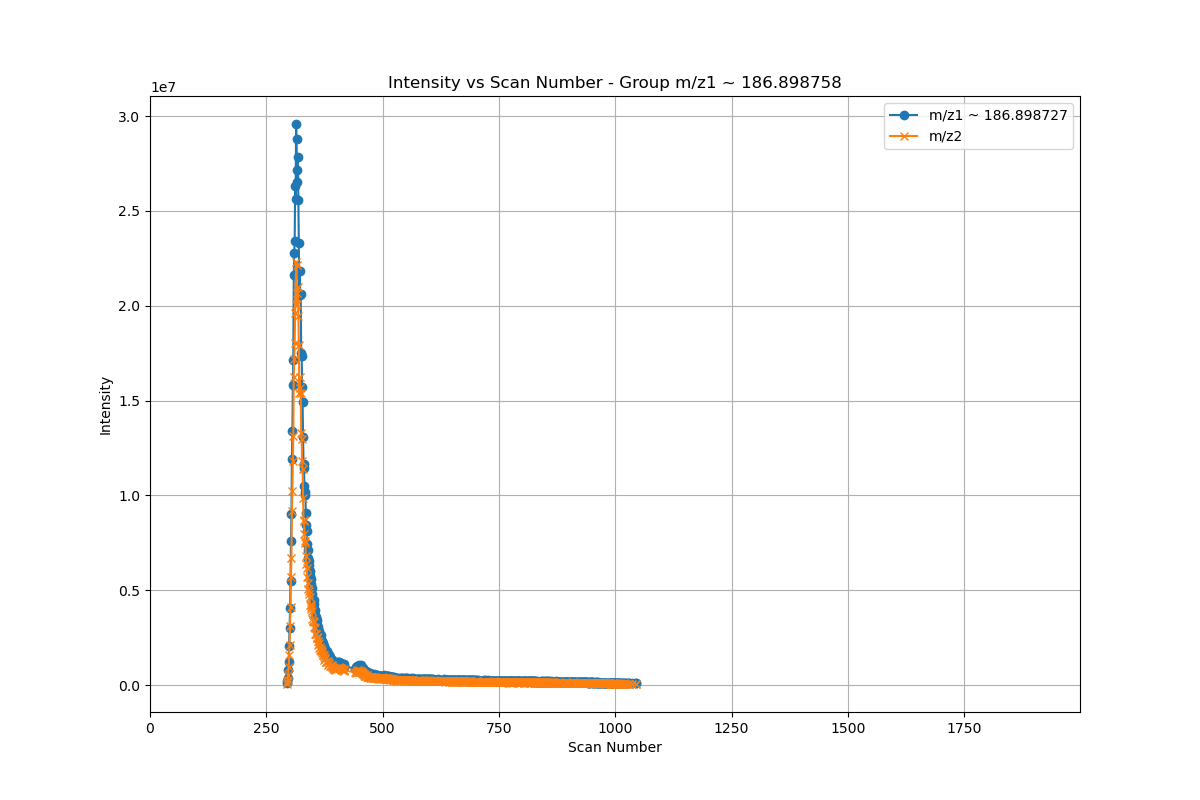 Intensity vs Scan Number - Group m/z1 ~ 186.898758
1e7
m/z1 ~ 186.898727
m/z2
3.0
2.5
2.0
1.5
1.0
0.5
0.0
Intensity
0 250 500 750 1000 1250 1500 1750
Scan Number